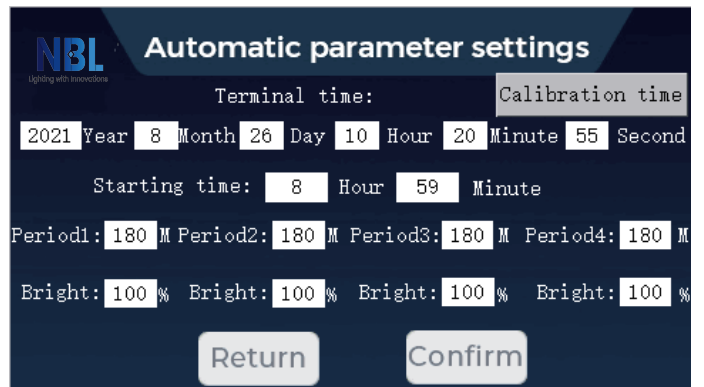 NBL
Automatic parameter settings
Lighting with innovations
Terminal time:
Calibration time
2021 Year 8 Month 26 Day 10 Hour 20 Minute 55 Second
Starting time: 8 Hour 59 Minute
Period1: 180 M Period2: 180 M Period3: 180 M Period4: 180 M
Bright: 100 % Bright: 100 % Bright: 100 % Bright: 100 %
Return Confirm